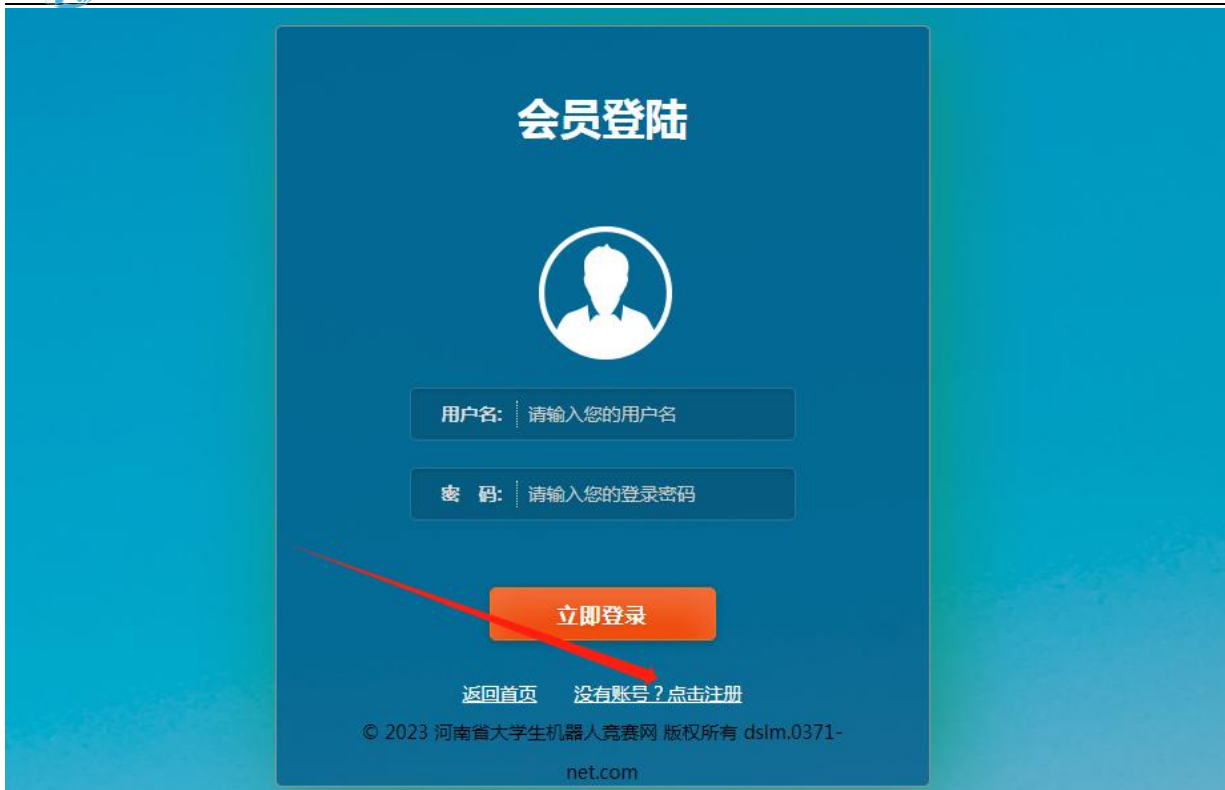 会员登陆
用户名: 请输入您的用户名
密 码: 请输入您的登录密码
立即登录
返回首页 没有账号？点击注册
© 2023 河南省大学生机器人竞赛网 版权所有 dslm.0371-
net.com